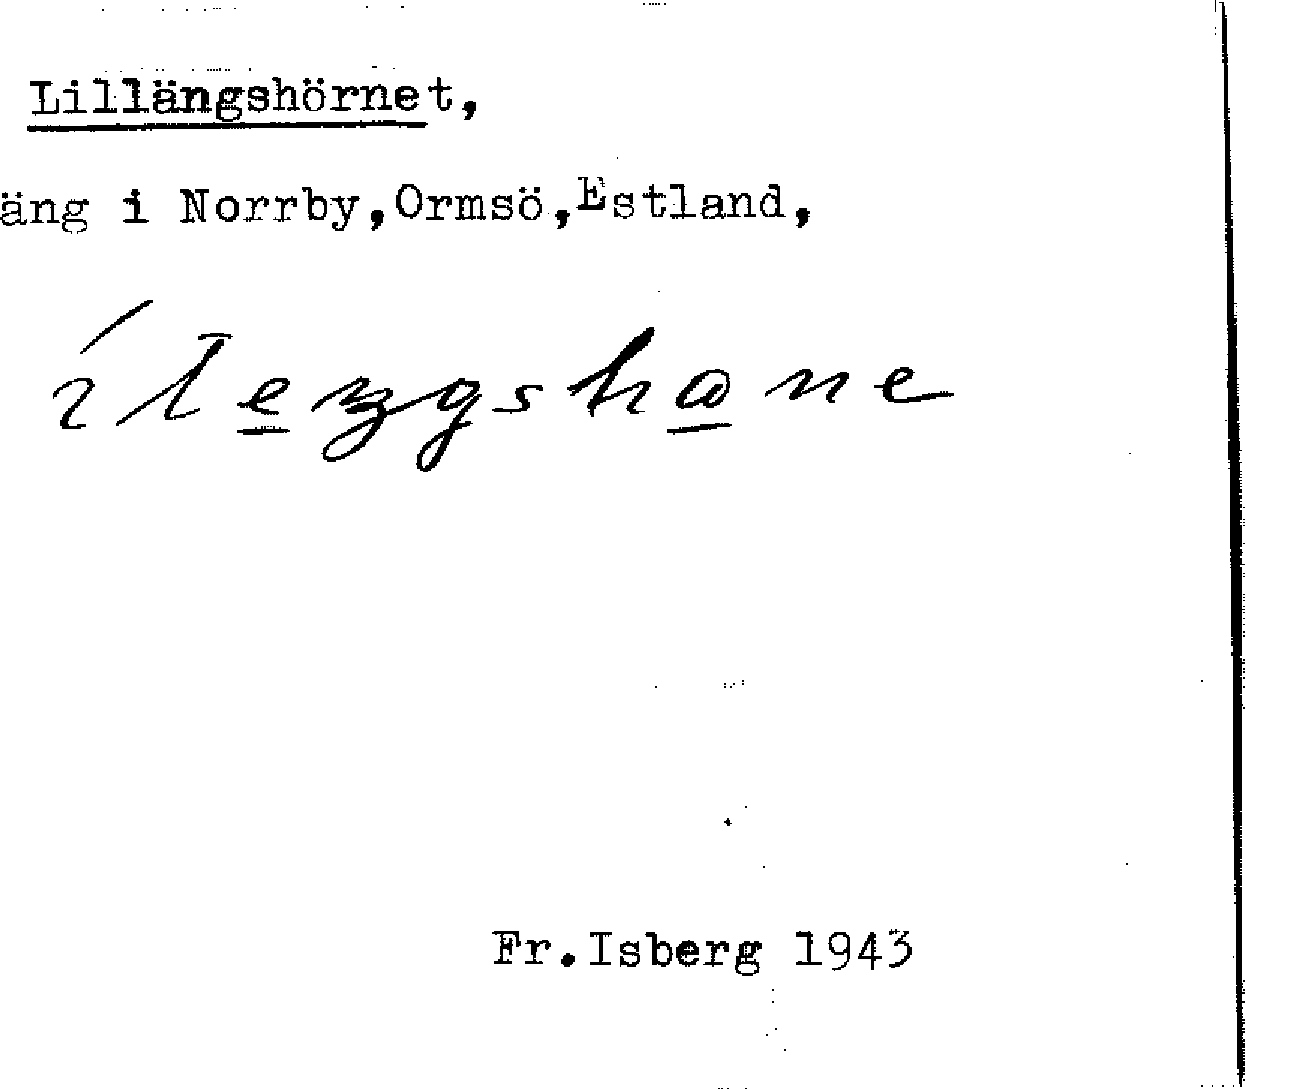 Lillängshörnet,
äng i Norrby,Ormsö,Estland,
Fr.Isberg 1943